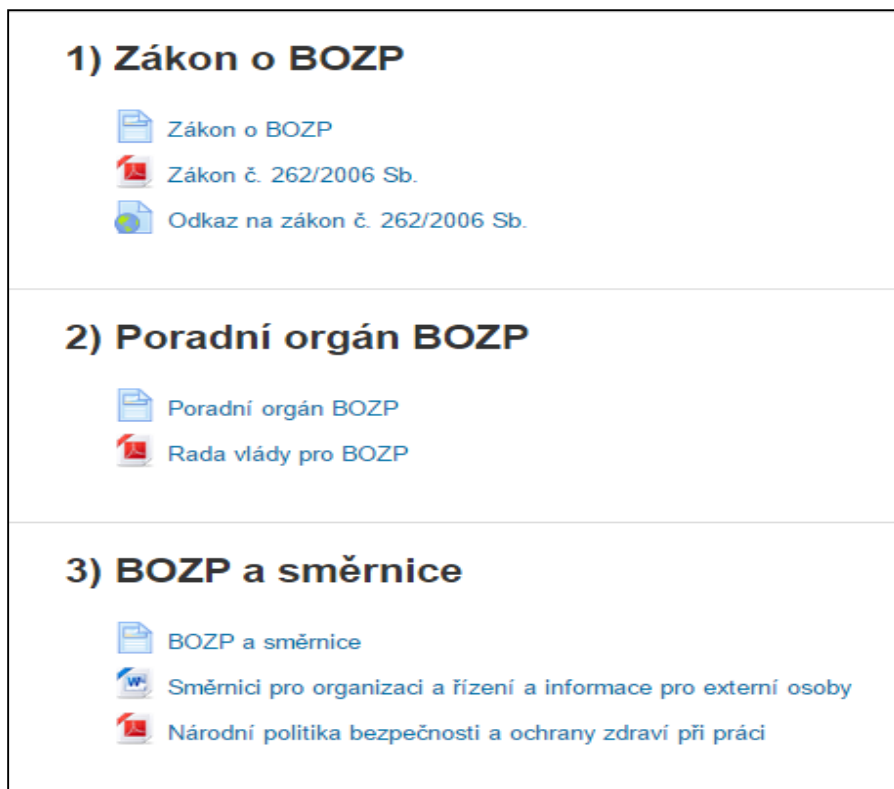 1) Zákon o BOZP
Zákon o BOZP
Zákon č. 262/2006 Sb.
Odkaz na zákon č. 262/2006 Sb.
2) Poradní orgán BOZP
Poradní orgán BOZP
Rada vlády pro BOZP
3) BOZP a směrnice
BOZP a směrnice
Směrnici pro organizaci a řízení a informace pro externí osoby
Národní politika bezpečnosti a ochrany zdraví při práci